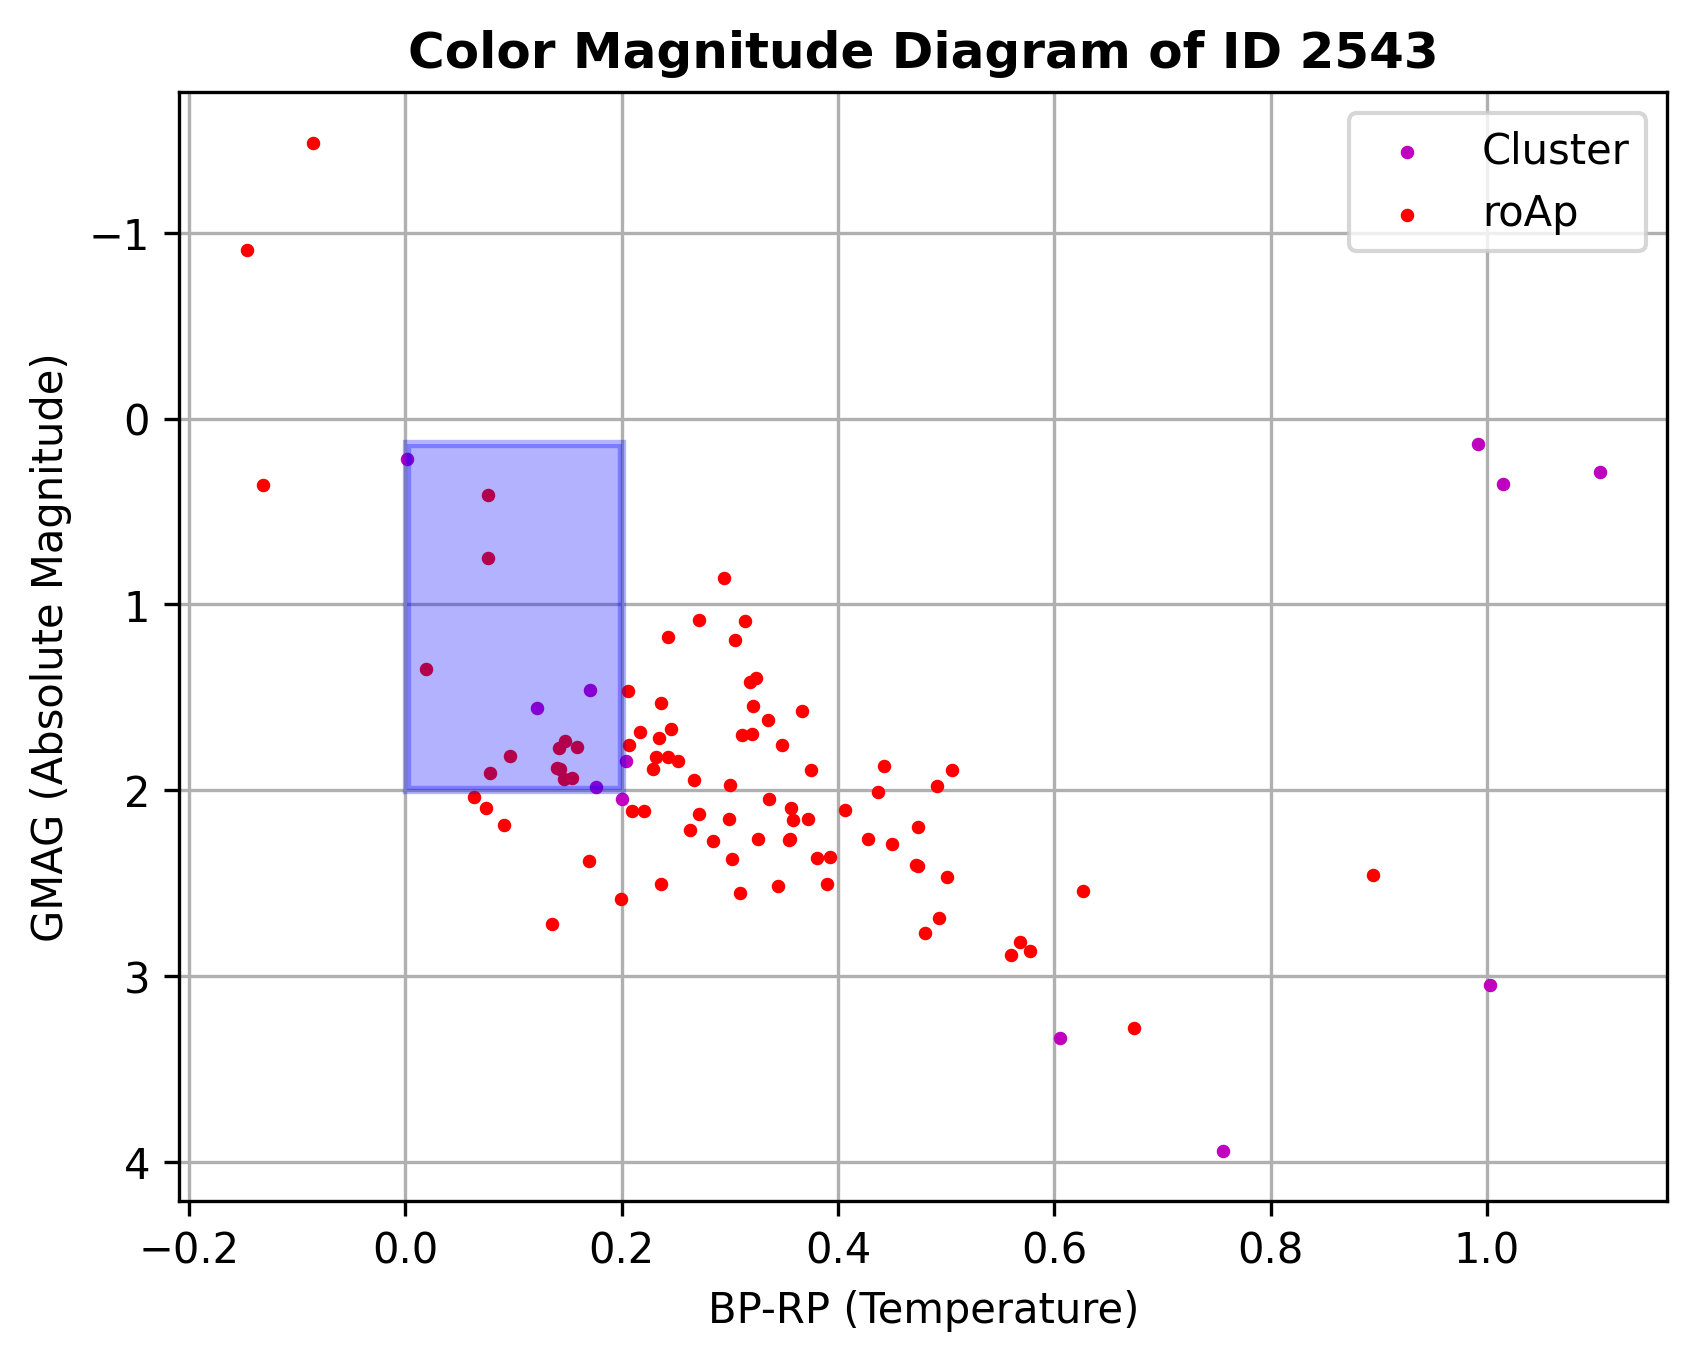 Color Magnitude Diagram of ID 2543
Cluster
roAp
GMAG (Absolute Magnitude)
−1
0
1
2
3
4
−0.2 0.0 0.2 0.4 0.6 0.8 1.0
BP-RP (Temperature)